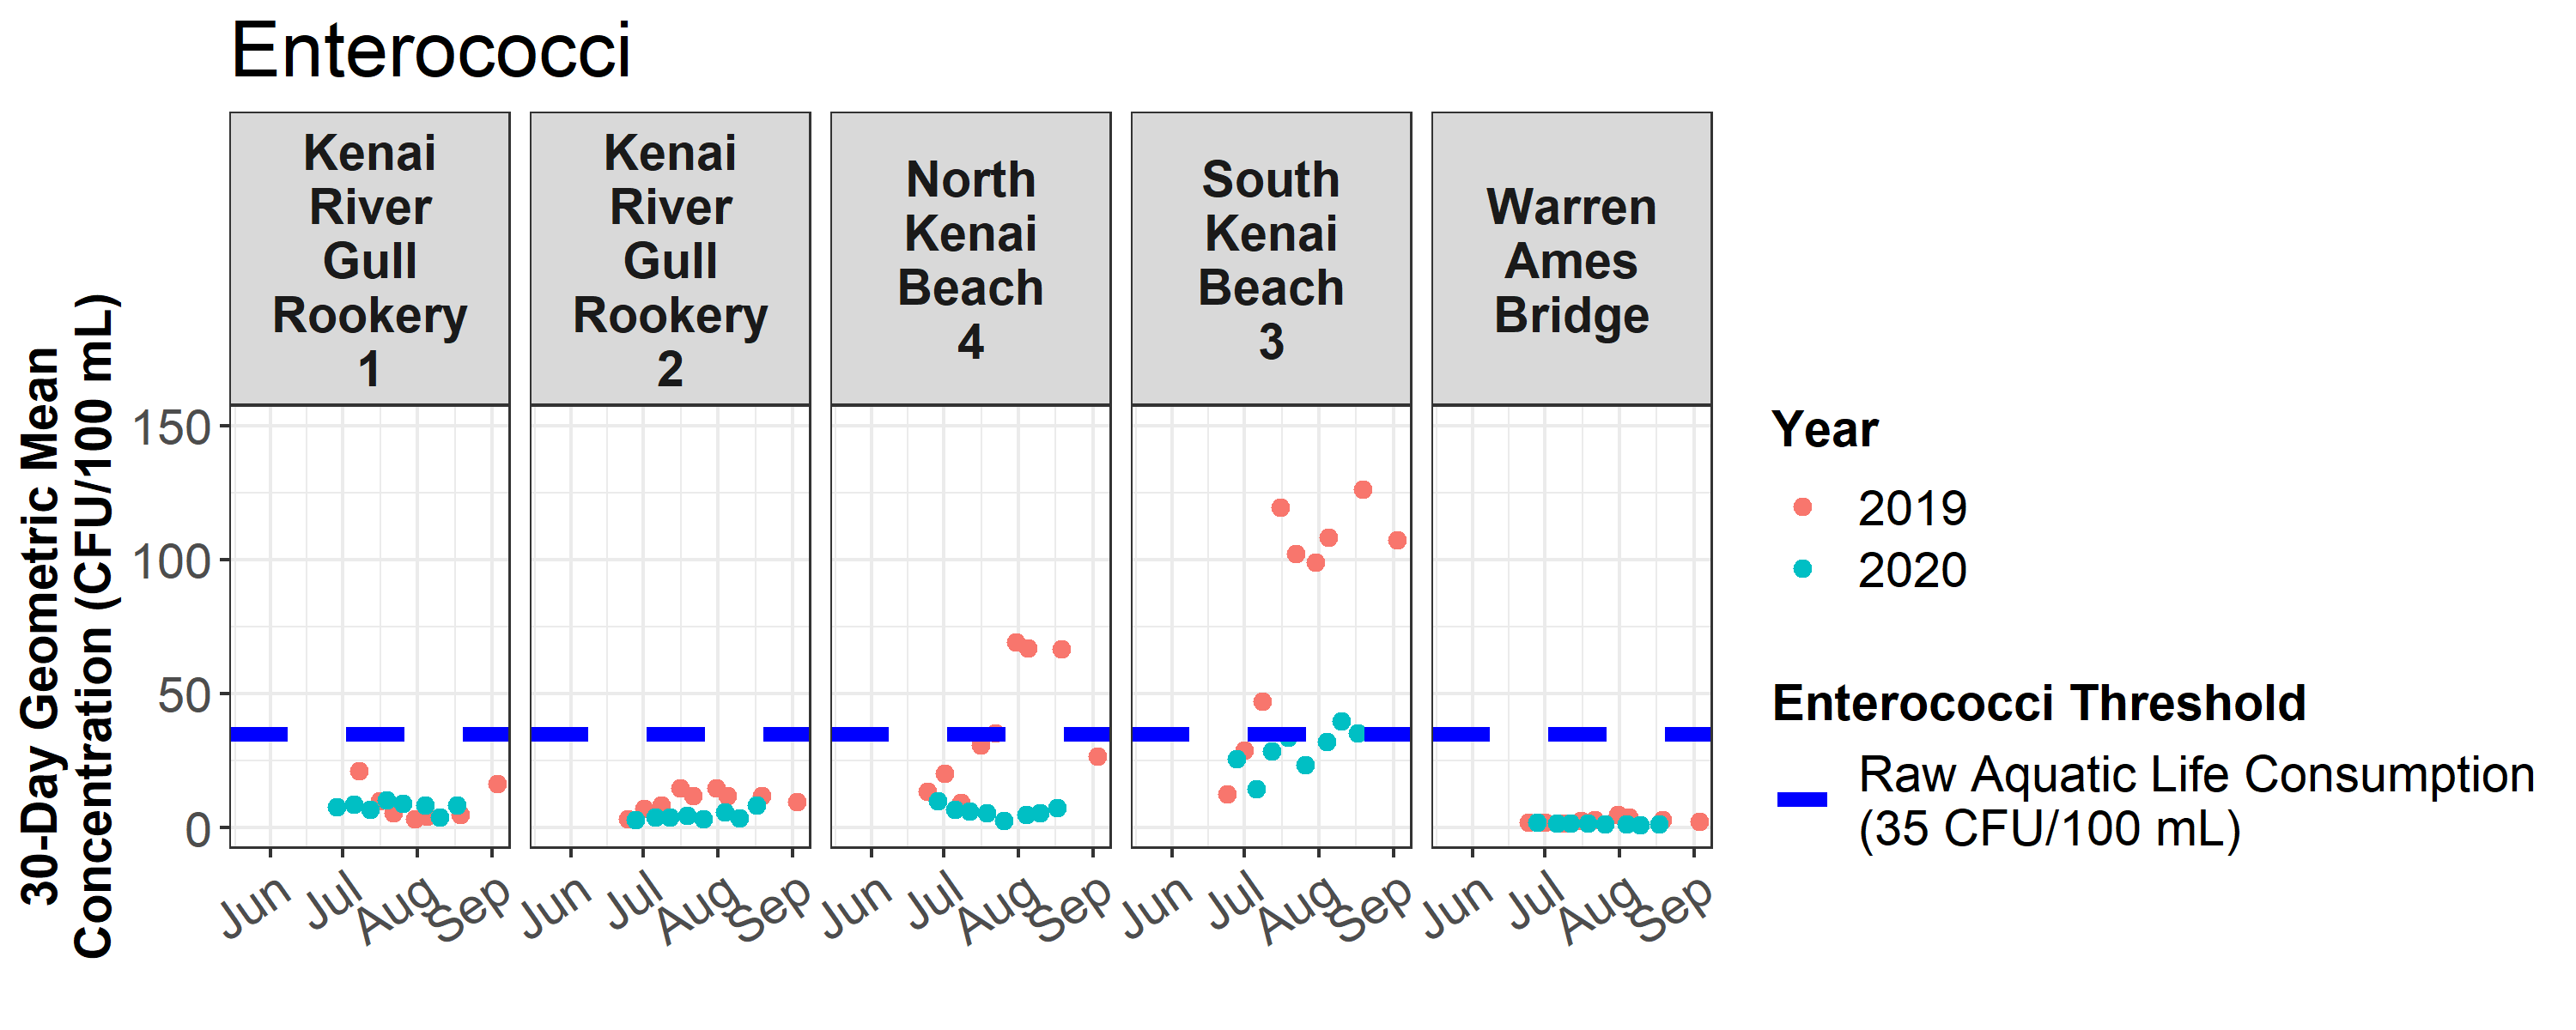 Enterococci
Kenai
River
Gull
Rookery
1
Kenai
River
Gull
Rookery
2
North
Kenai
Beach
4
South
Kenai
Beach
3
Warren
Ames
Bridge
30-Day Geometric Mean
Concentration (CFU/100 mL)
150
100
50
0
Jun
Jul
Aug
Sep
Jun
Jul
Aug
Sep
Jun
Jul
Aug
Sep
Jun
Jul
Aug
Sep
Jun
Jul
Aug
Sep
Year
2019
2020
Enterococci Threshold
Raw Aquatic Life Consumption
(35 CFU/100 mL)